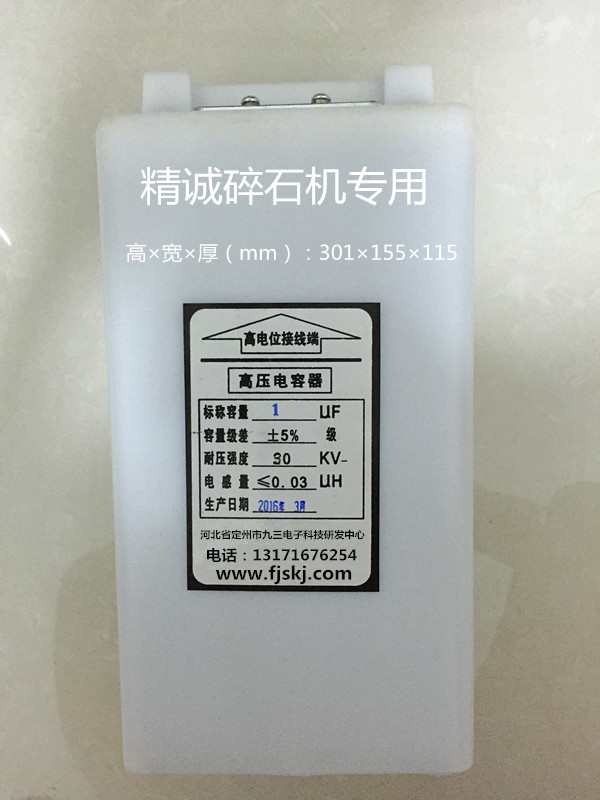 精诚碎石机专用
高×宽×厚（mm）：301×155×115
高电位接线端
高压电容器
标称容量 1 μF
容量级差 ±5% 级
耐压强度 30 KV-
电感量 ≤0.03 μH
生产日期 2016年 3月
河北省定州市九三电子科技研发中心
电话：13171676254
www.fjskj.com